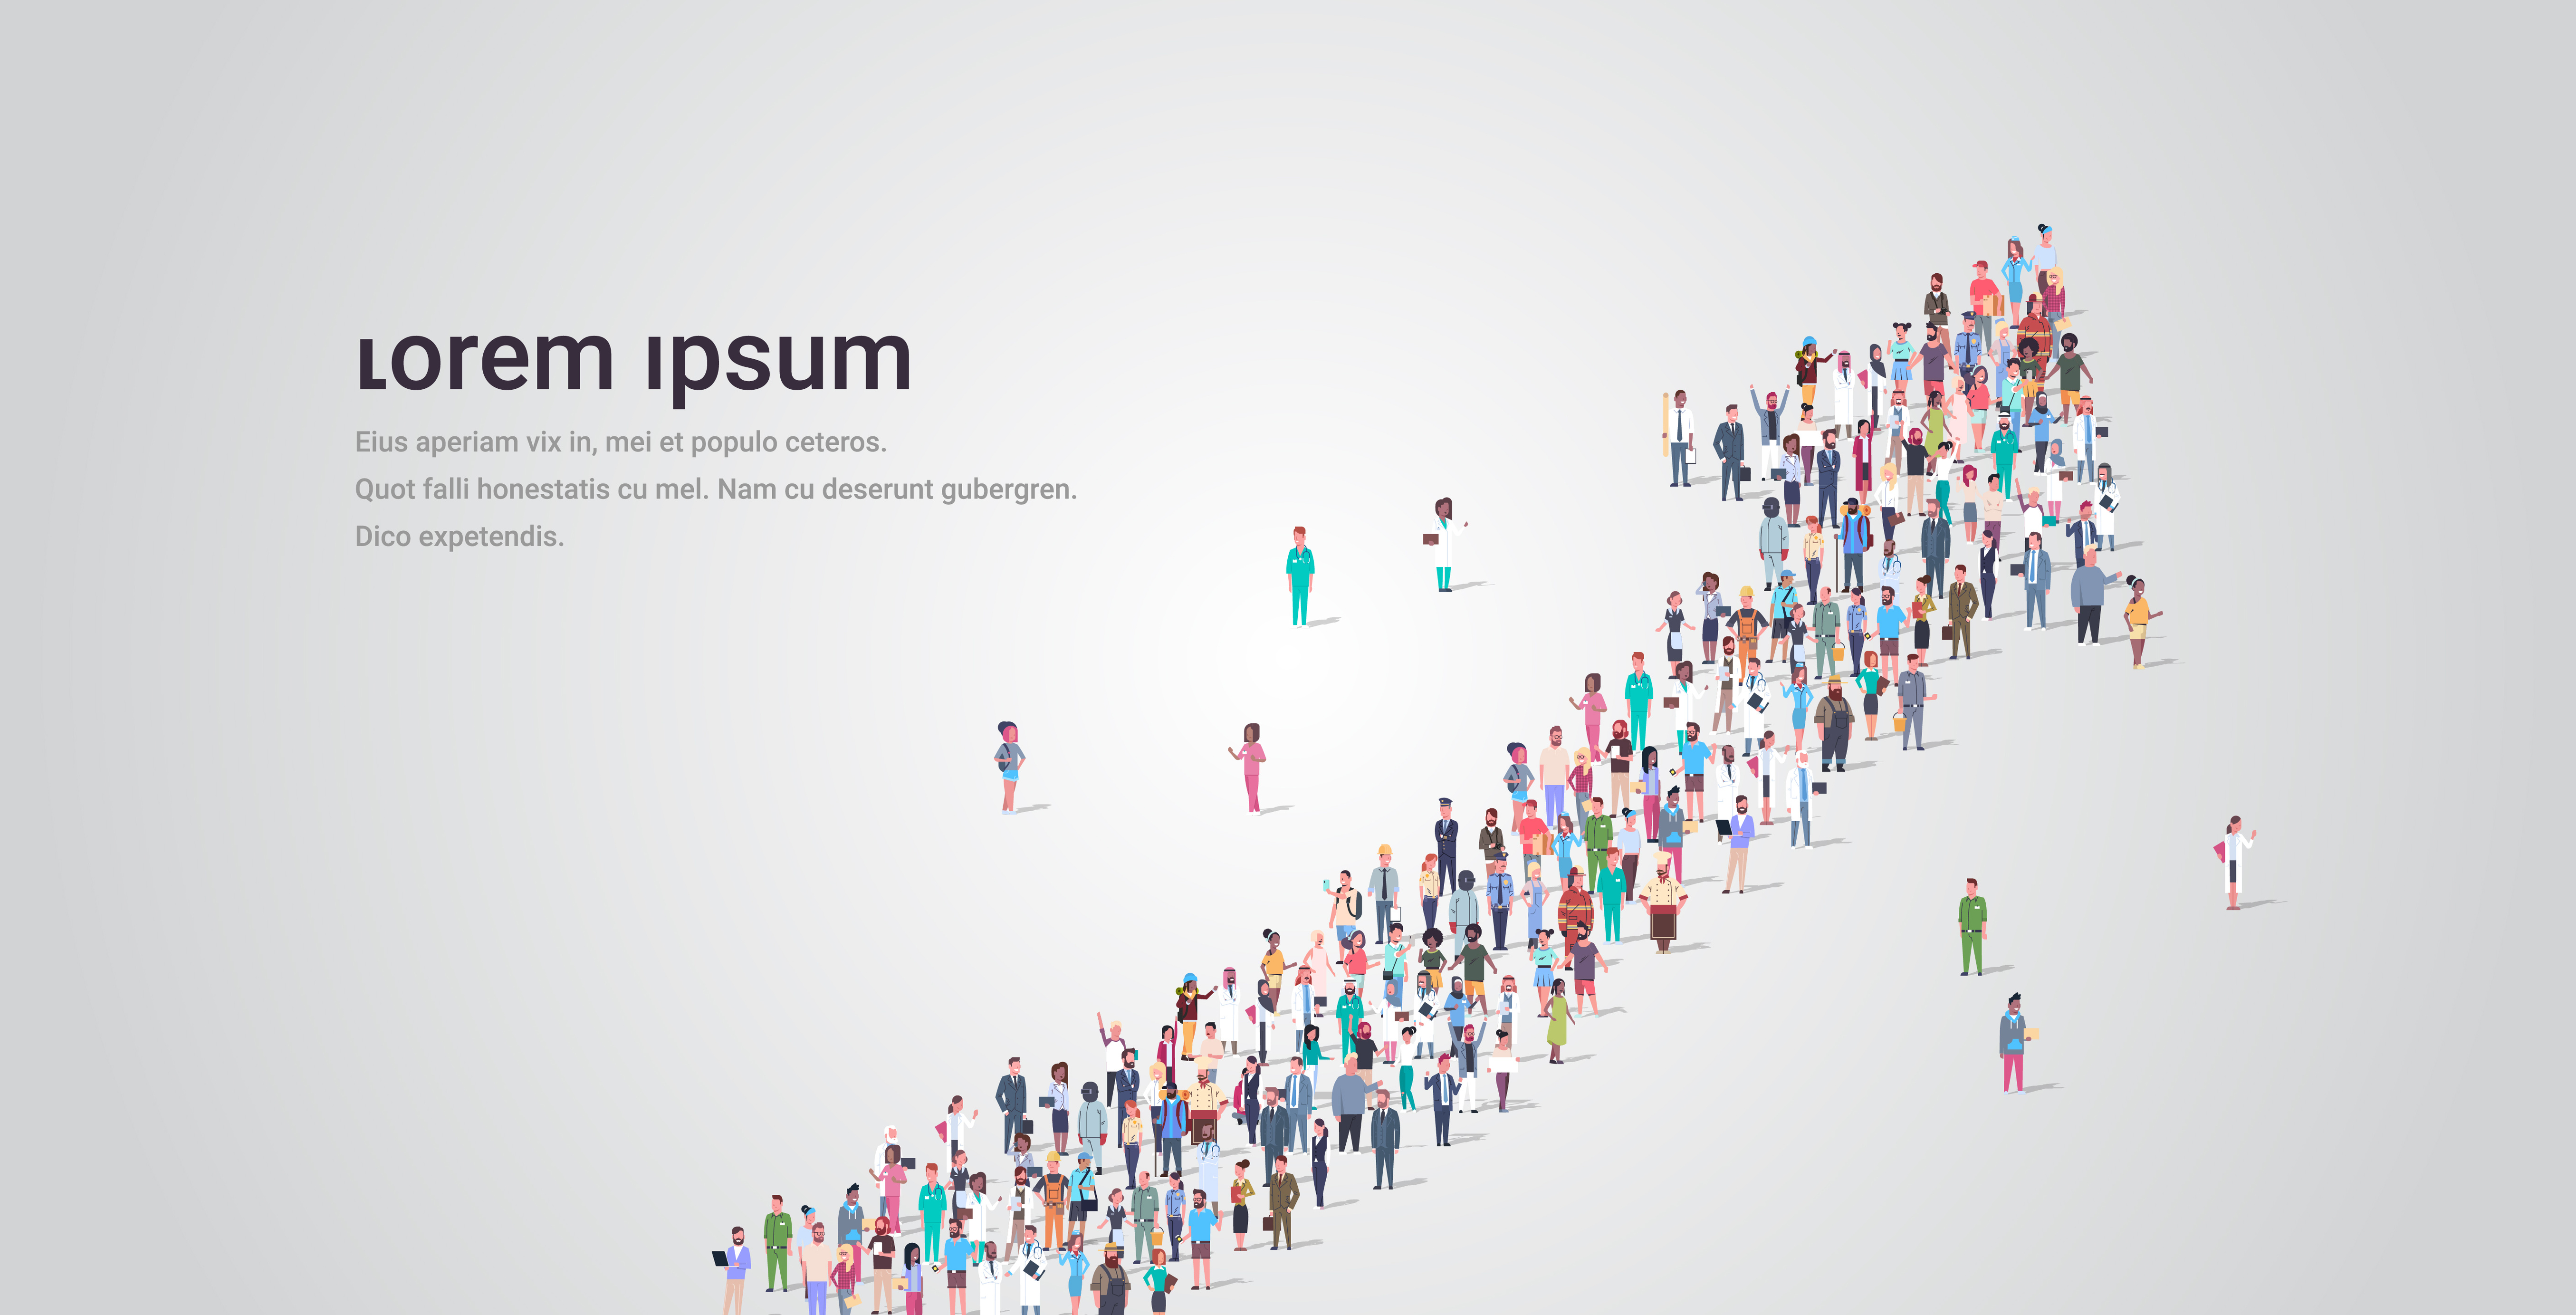 Lorem Ipsum
Eius aperiam vix in, mei et populo ceteros.
Quot falli honestatis cu mel. Nam cu deserunt gubergren.
Dico expetendis.